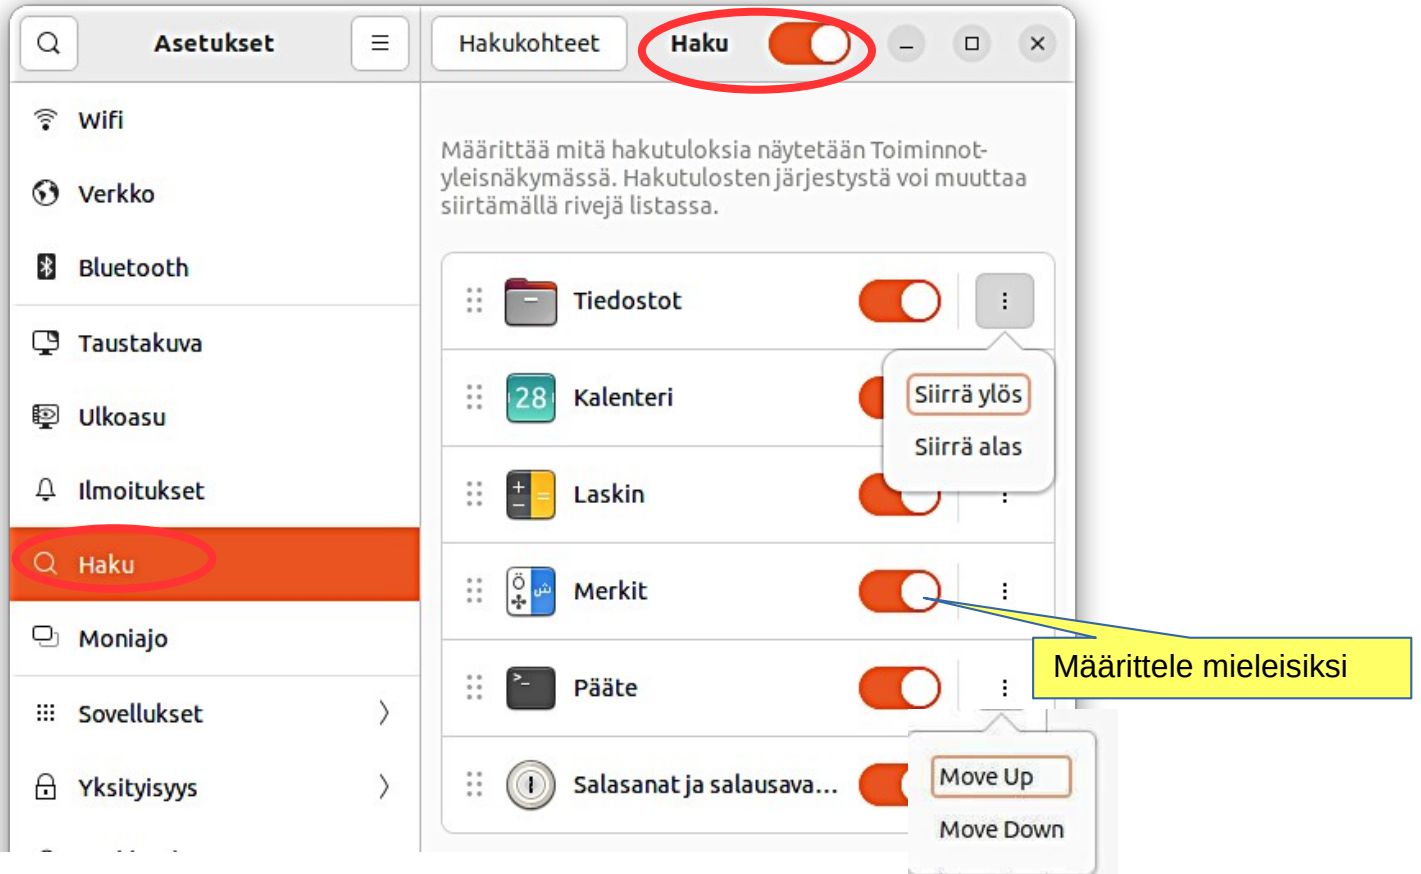 Asetukset
Hakukohteet
Haku
Wifi
Verkko
Bluetooth
Taustakuva
Ulkoasu
Ilmoitukset
Haku
Moniajo
Sovellukset
Yksityisyys
Määrittää mitä hakutuloksia näytetään Toiminnot-
yleisnäkymässä. Hakutulosten järjestystä voi muuttaa
siirtämällä rivejä listassa.
Tiedostot
28
Kalenteri
Siirrä ylös
Siirrä alas
Laskin
Merkit
Määrittele mieleisiksi
Pääte
Salasanat ja salausava...
Move Up
Move Down